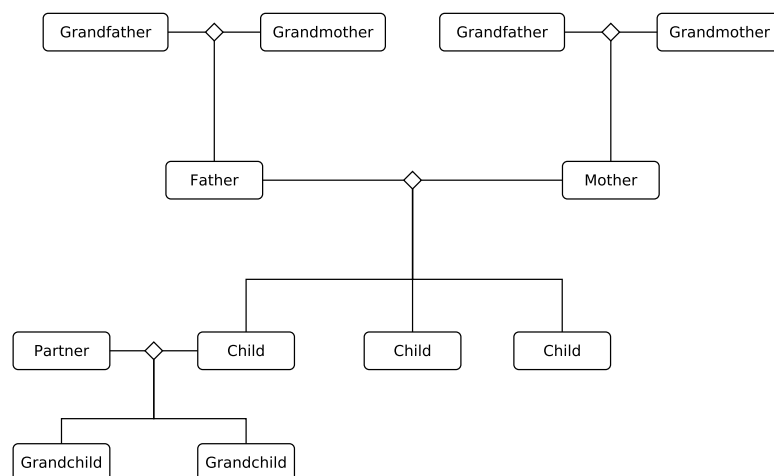 Grandfather
Grandmother
Grandfather
Grandmother
Father
Mother
Partner
Child
Child
Child
Grandchild
Grandchild